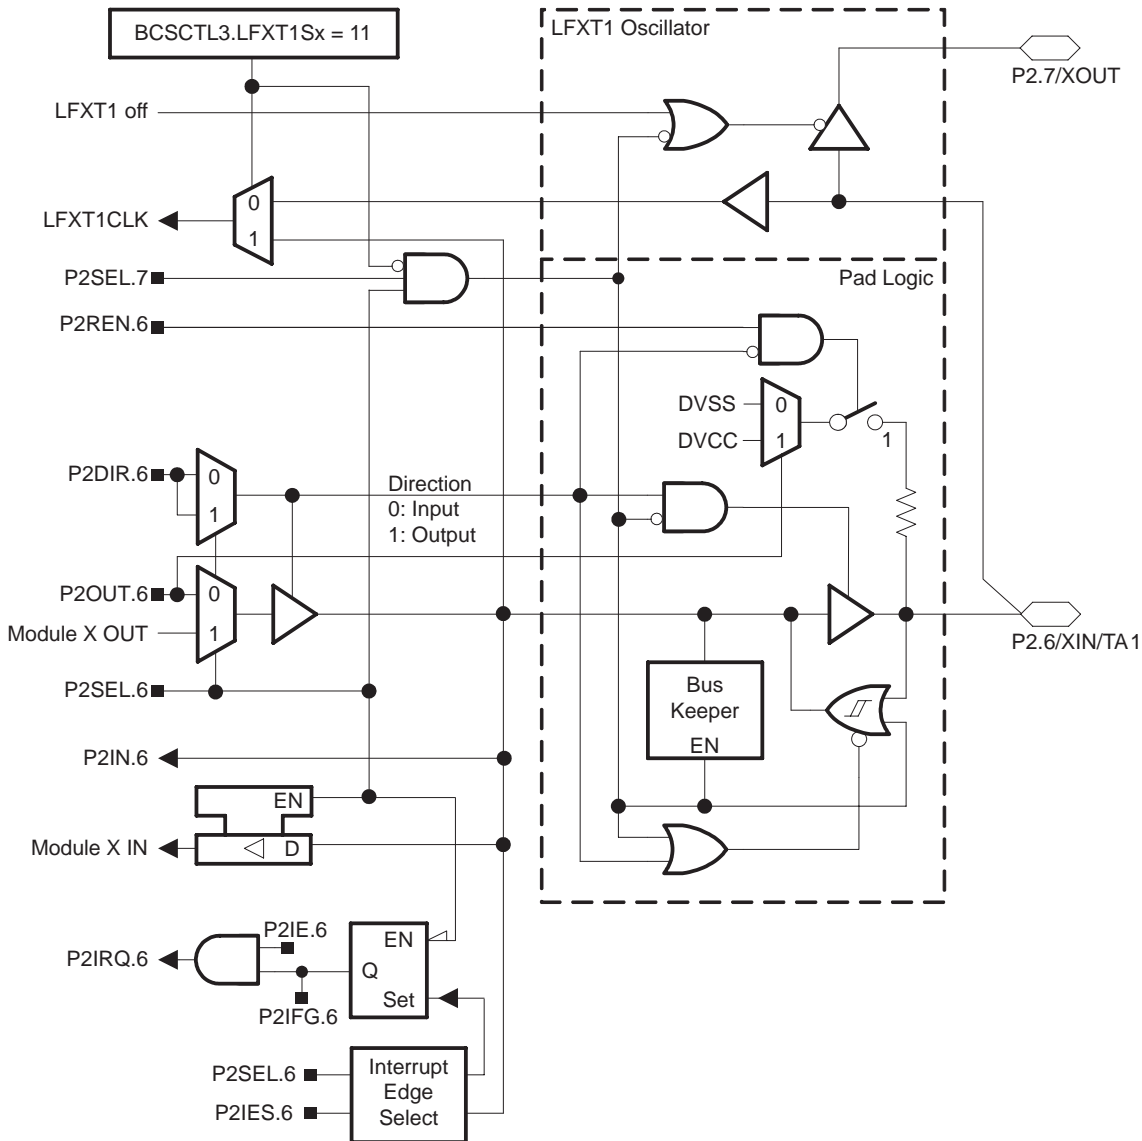 BCSCTL3.LFXT1Sx = 11
LFXT1 Oscillator
P2.7/XOUT
LFXT1 off
0
LFXT1CLK
1
P2SEL.7
Pad Logic
P2REN.6
DVSS
0
DVCC
1
1
P2DIR.6
0
1
Direction
0: Input
1: Output
P2OUT.6
0
Module X OUT
1
P2.6/XIN/TA1
P2SEL.6
Bus
Keeper
EN
P2IN.6
EN
Module X IN
D
P2IE.6
EN
P2IRQ.6
Q
Set
P2IFG.6
P2SEL.6
P2IES.6
Interrupt
Edge
Select